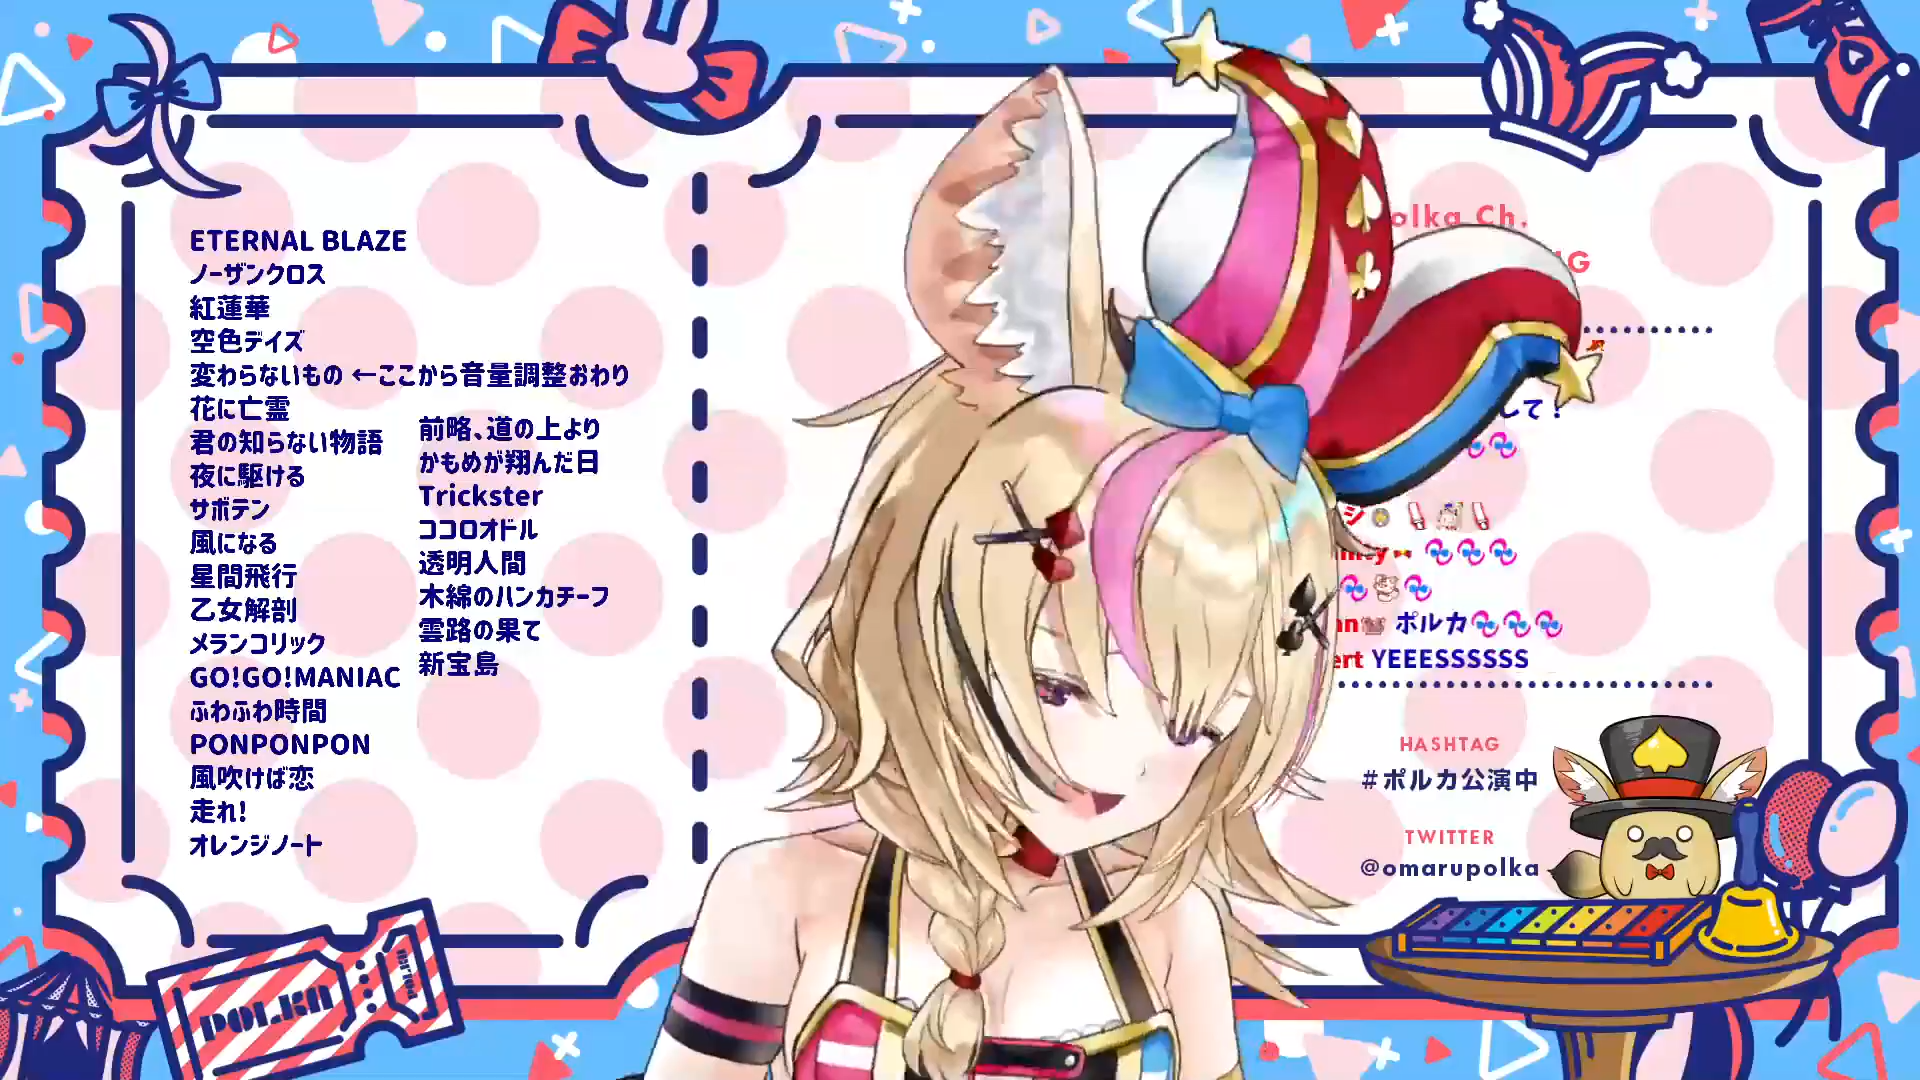 ETERNAL BLAZE
ノーザンクロス
紅蓮華
空色デイズ
変わらないもの ←ここから音量調整おわり
花に亡霊
君の知らない物語
夜に駆ける
サボテン
風になる
星間飛行
乙女解剖
メランコリック
GO!GO!MANIAC
ふわふわ時間
PONPONPON
風吹けば恋
走れ!
オレンジノート
前略、道の上より
かもめが翔んだ日
Trickster
ココロオドル
透明人間
木綿のハンカチーフ
雲路の果て
新宝島
olka Ch.
G
して!
ポルカ
ert YEEESSSSSS
HASHTAG
#ポルカ公演中
TWITTER
@omarupolka
POLKA